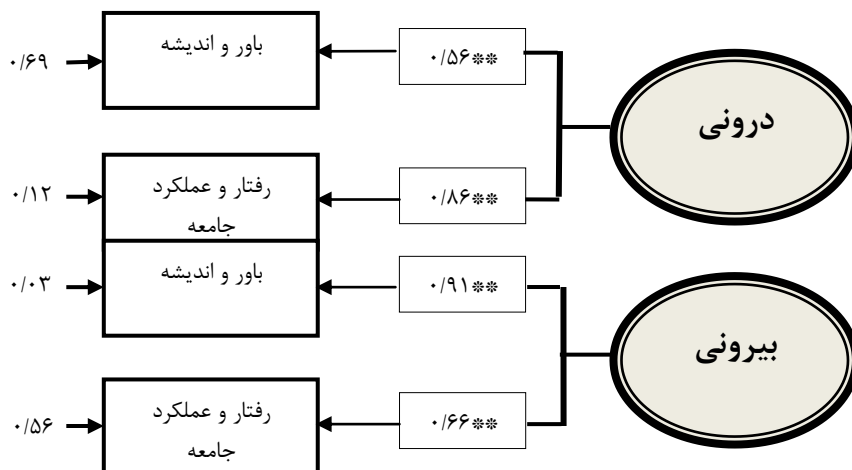 درونی
۰/۵۶**
باور و اندیشه
۰/۶۹
۰/۸۶**
رفتار و عملکرد
جامعه
۰/۱۲
بیرونی
۰/۹۱**
باور و اندیشه
۰/۰۳
۰/۶۶**
رفتار و عملکرد
جامعه
۰/۵۶